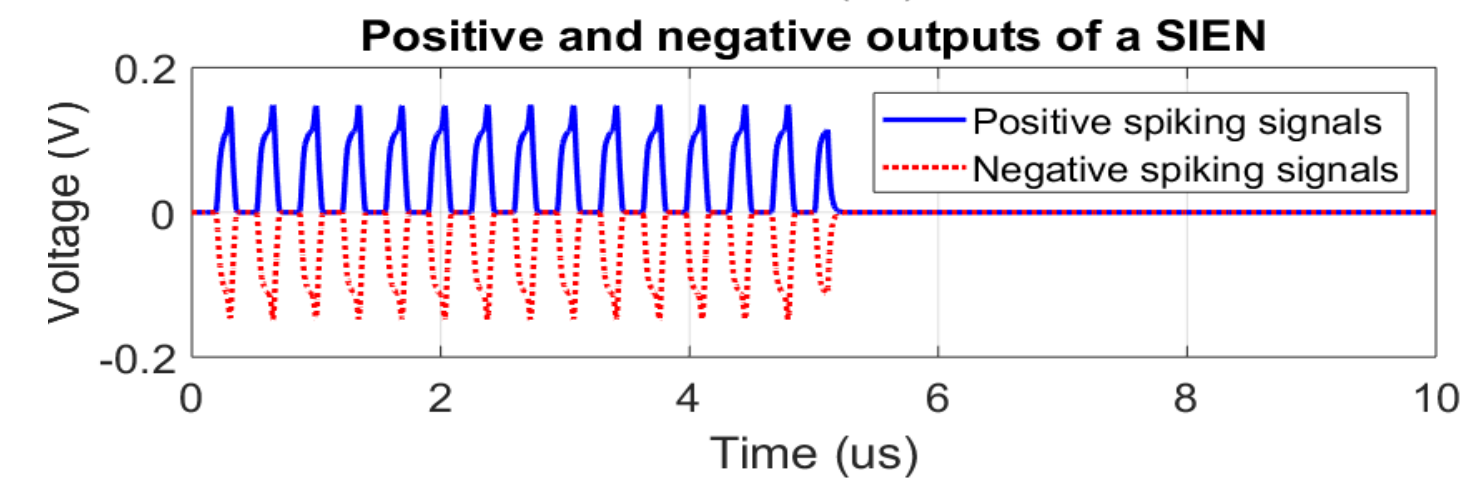 Positive and negative outputs of a SIEN
0.2
0
-0.2
Voltage (V)
Positive spiking signals
Negative spiking signals
0 2 4 6 8 10
Time (us)